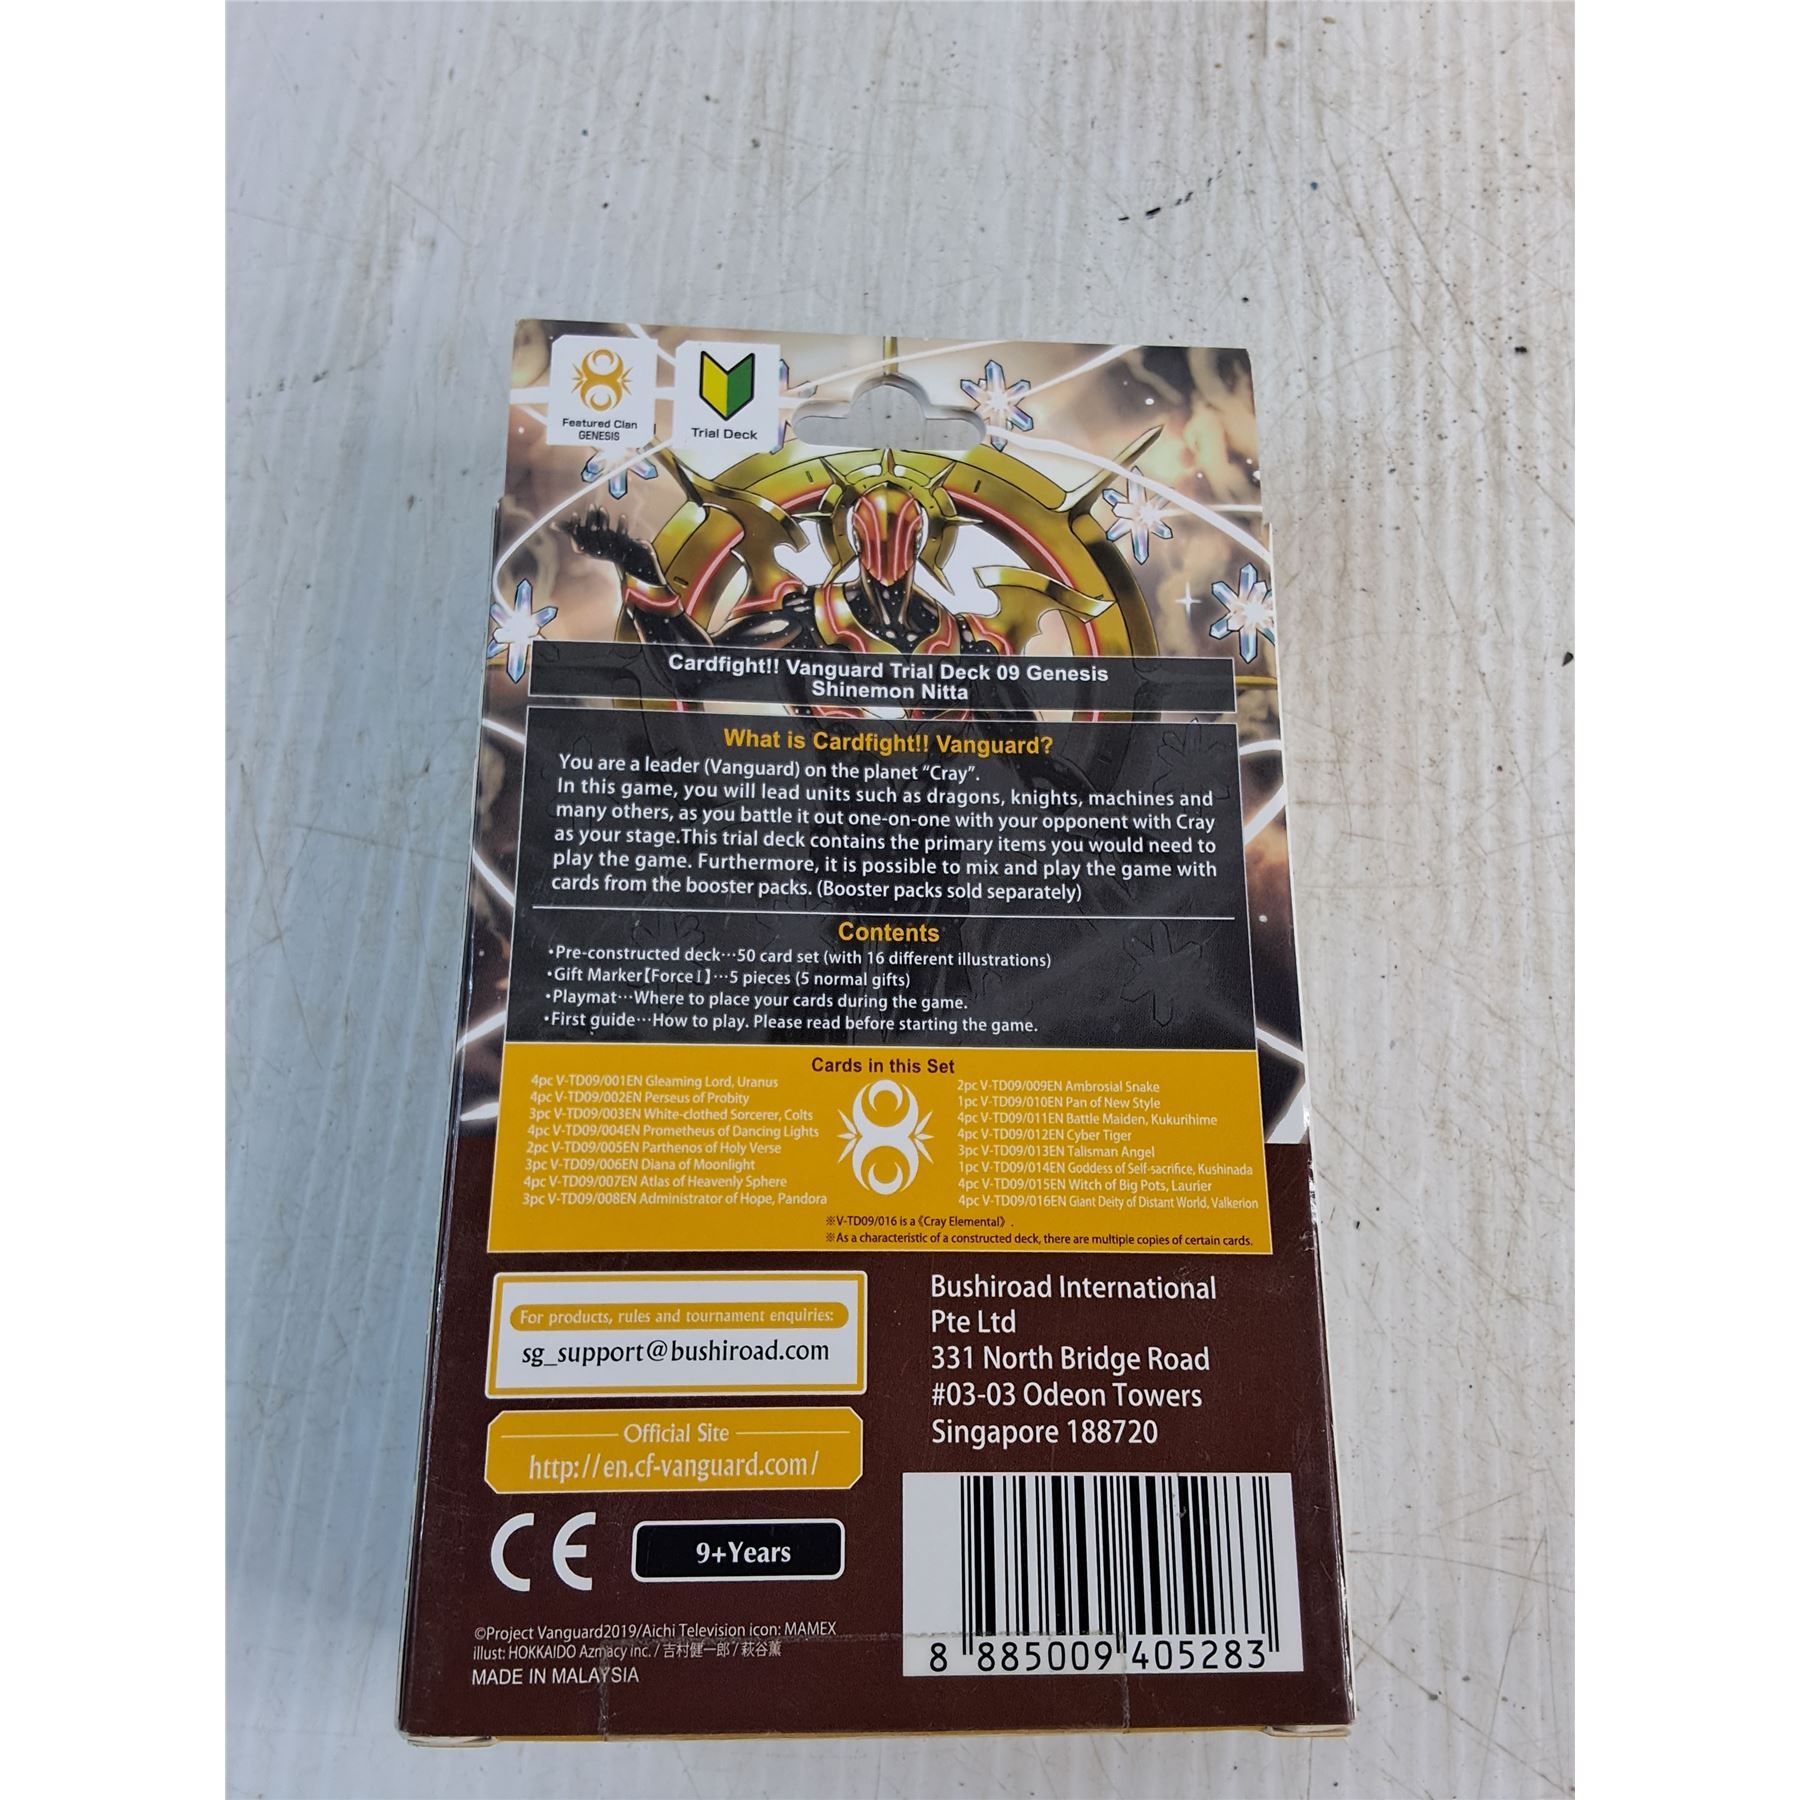 Featured Clan
GENESIS
Trial Deck
Cardfight!! Vanguard Trial Deck 09 Genesis
Shinemon Nitta
What is Cardfight!! Vanguard?
You are a leader (Vanguard) on the planet “Cray”.
In this game, you will lead units such as dragons, knights, machines and
many others, as you battle it out one-on-one with your opponent with Cray
as your stage.This trial deck contains the primary items you would need to
play the game. Furthermore, it is possible to mix and play the game with
cards from the booster packs. (Booster packs sold separately)
Contents
・Pre-constructed deck…50 card set (with 16 different illustrations)
・Gift Marker【Force I】…5 pieces (5 normal gifts)
・Playmat…Where to place your cards during the game.
・First guide…How to play. Please read before starting the game.
Cards in this Set
4pc V-TD09/001EN Gleaming Lord, Uranus
4pc V-TD09/002EN Perseus of Probity
3pc V-TD09/003EN White-clothed Sorcerer, Colts
4pc V-TD09/004EN Prometheus of Dancing Lights
2pc V-TD09/005EN Parthenos of Holy Verse
3pc V-TD09/006EN Diana of Moonlight
4pc V-TD09/007EN Atlas of Heavenly Sphere
3pc V-TD09/008EN Administrator of Hope, Pandora
2pc V-TD09/009EN Ambrosial Snake
1pc V-TD09/010EN Pan of New Style
4pc V-TD09/011EN Battle Maiden, Kukurihime
4pc V-TD09/012EN Cyber Tiger
3pc V-TD09/013EN Talisman Angel
1pc V-TD09/014EN Goddess of Self-sacrifice, Kushinada
4pc V-TD09/015EN Witch of Big Pots, Laurier
4pc V-TD09/016EN Giant Deity of Distant World, Valkerion
※V-TD09/016 is a《Cray Elemental》.
※As a characteristic of a constructed deck, there are multiple copies of certain cards.
For products, rules and tournament enquiries:
sg_support@bushiroad.com
Official Site
http://en.cf-vanguard.com/
Bushiroad International
Pte Ltd
331 North Bridge Road
#03-03 Odeon Towers
Singapore 188720
CE
9+Years
©Project Vanguard2019/Aichi Television icon: MAMEX
illust: HOKKAIDO Azmacy inc. / 吉村健一郎 / 萩谷薫
MADE IN MALAYSIA
8 885009 405283